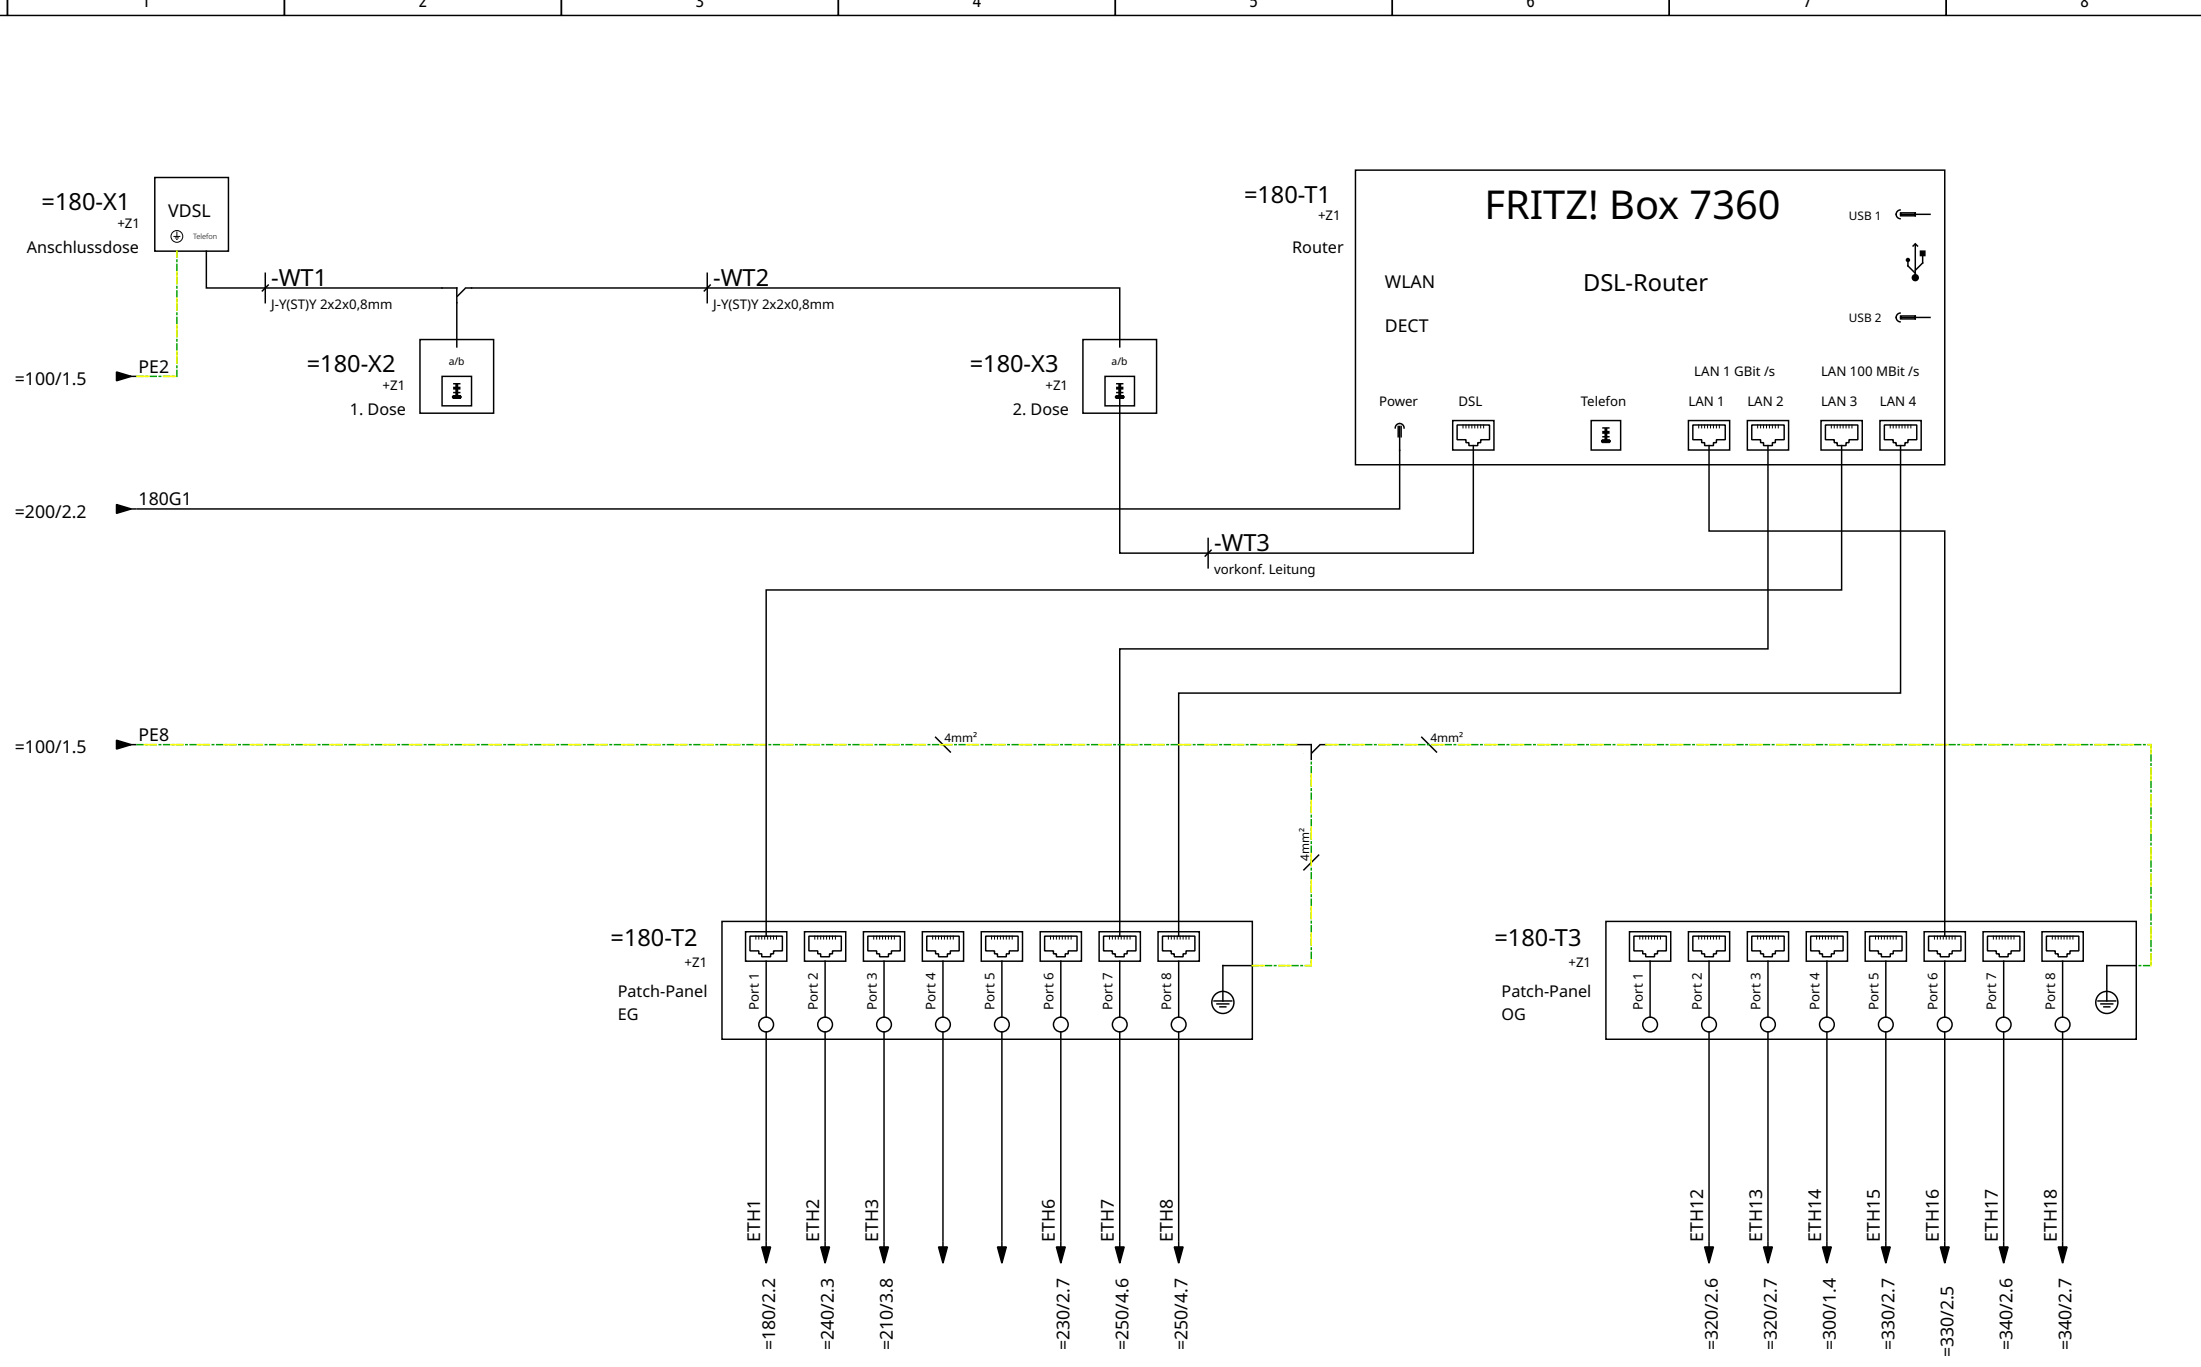 1 2 3 4 5 6 7 8
=180-X1
+Z1
Anschlussdose
VDSL
Telefon
=180-T1
+Z1
Router
FRITZ! Box 7360
USB 1
WLAN
DSL-Router
DECT
USB 2
LAN 1 GBit /s
LAN 100 MBit /s
Power
DSL
Telefon
LAN 1
LAN 2
LAN 3
LAN 4
-WT1
J-Y(ST)Y 2x2x0,8mm
-WT2
J-Y(ST)Y 2x2x0,8mm
=180-X2
+Z1
1. Dose
a/b
=180-X3
+Z1
2. Dose
a/b
=100/1.5
PE2
=200/2.2
180G1
-WT3
vorkonf. Leitung
=100/1.5
PE8
4mm²
4mm²
4mm²
=180-T2
+Z1
Patch-Panel
EG
Port 1
Port 2
Port 3
Port 4
Port 5
Port 6
Port 7
Port 8
=180-T3
+Z1
Patch-Panel
OG
Port 1
Port 2
Port 3
Port 4
Port 5
Port 6
Port 7
Port 8
ETH1
ETH2
ETH3
ETH6
ETH7
ETH8
ETH12
ETH13
ETH14
ETH15
ETH16
ETH17
ETH18
=180/2.2
=240/2.3
=210/3.8
=230/2.7
=250/4.6
=250/4.7
=320/2.6
=320/2.7
=300/1.4
=330/2.7
=330/2.5
=340/2.6
=340/2.7